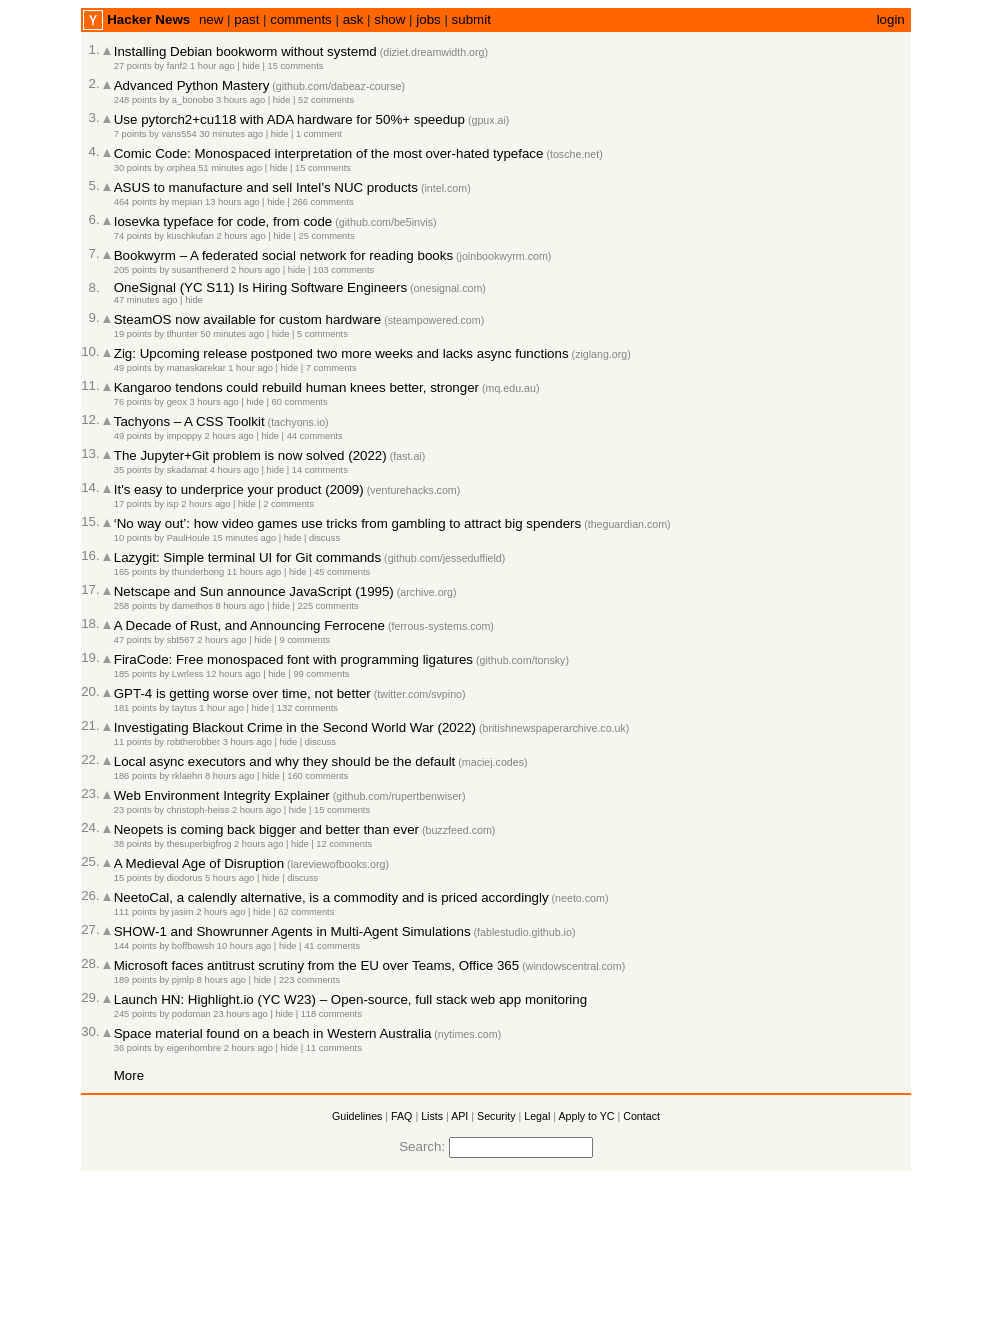 Y Hacker News new | past | comments | ask | show | jobs | submit login
1. ▲ Installing Debian bookworm without systemd (diziet.dreamwidth.org)
27 points by fanf2 1 hour ago | hide | 15 comments
2. ▲ Advanced Python Mastery (github.com/dabeaz-course)
248 points by a_bonobo 3 hours ago | hide | 52 comments
3. ▲ Use pytorch2+cu118 with ADA hardware for 50%+ speedup (gpux.ai)
7 points by vans554 30 minutes ago | hide | 1 comment
4. ▲ Comic Code: Monospaced interpretation of the most over-hated typeface (tosche.net)
30 points by orphea 51 minutes ago | hide | 15 comments
5. ▲ ASUS to manufacture and sell Intel’s NUC products (intel.com)
464 points by mepian 13 hours ago | hide | 266 comments
6. ▲ Iosevka typeface for code, from code (github.com/be5invis)
74 points by kuschkufan 2 hours ago | hide | 25 comments
7. ▲ Bookwyrm – A federated social network for reading books (joinbookwyrm.com)
205 points by susanthenerd 2 hours ago | hide | 103 comments
8. OneSignal (YC S11) Is Hiring Software Engineers (onesignal.com)
47 minutes ago | hide
9. ▲ SteamOS now available for custom hardware (steampowered.com)
19 points by tlhunter 50 minutes ago | hide | 5 comments
10. ▲ Zig: Upcoming release postponed two more weeks and lacks async functions (ziglang.org)
49 points by manaskarekar 1 hour ago | hide | 7 comments
11. ▲ Kangaroo tendons could rebuild human knees better, stronger (mq.edu.au)
76 points by geox 3 hours ago | hide | 60 comments
12. ▲ Tachyons – A CSS Toolkit (tachyons.io)
49 points by impoppy 2 hours ago | hide | 44 comments
13. ▲ The Jupyter+Git problem is now solved (2022) (fast.ai)
35 points by skadamat 4 hours ago | hide | 14 comments
14. ▲ It's easy to underprice your product (2009) (venturehacks.com)
17 points by isp 2 hours ago | hide | 2 comments
15. ▲ ‘No way out’: how video games use tricks from gambling to attract big spenders (theguardian.com)
10 points by PaulHoule 15 minutes ago | hide | discuss
16. ▲ Lazygit: Simple terminal UI for Git commands (github.com/jesseduffield)
165 points by thunderbong 11 hours ago | hide | 45 comments
17. ▲ Netscape and Sun announce JavaScript (1995) (archive.org)
258 points by damethos 8 hours ago | hide | 225 comments
18. ▲ A Decade of Rust, and Announcing Ferrocene (ferrous-systems.com)
47 points by sbt567 2 hours ago | hide | 9 comments
19. ▲ FiraCode: Free monospaced font with programming ligatures (github.com/tonsky)
185 points by Lwrless 12 hours ago | hide | 99 comments
20. ▲ GPT-4 is getting worse over time, not better (twitter.com/svpino)
181 points by taytus 1 hour ago | hide | 132 comments
21. ▲ Investigating Blackout Crime in the Second World War (2022) (britishnewspaperarchive.co.uk)
11 points by robtherobber 3 hours ago | hide | discuss
22. ▲ Local async executors and why they should be the default (maciej.codes)
186 points by rklaehn 8 hours ago | hide | 160 comments
23. ▲ Web Environment Integrity Explainer (github.com/rupertbenwiser)
23 points by christoph-heiss 2 hours ago | hide | 15 comments
24. ▲ Neopets is coming back bigger and better than ever (buzzfeed.com)
38 points by thesuperbigfrog 2 hours ago | hide | 12 comments
25. ▲ A Medieval Age of Disruption (lareviewofbooks.org)
15 points by diodorus 5 hours ago | hide | discuss
26. ▲ NeetoCal, a calendly alternative, is a commodity and is priced accordingly (neeto.com)
111 points by jasim 2 hours ago | hide | 62 comments
27. ▲ SHOW-1 and Showrunner Agents in Multi-Agent Simulations (fablestudio.github.io)
144 points by boffbowsh 10 hours ago | hide | 41 comments
28. ▲ Microsoft faces antitrust scrutiny from the EU over Teams, Office 365 (windowscentral.com)
189 points by pjmlp 8 hours ago | hide | 223 comments
29. ▲ Launch HN: Highlight.io (YC W23) – Open-source, full stack web app monitoring
245 points by podoman 23 hours ago | hide | 118 comments
30. ▲ Space material found on a beach in Western Australia (nytimes.com)
36 points by eigenhombre 2 hours ago | hide | 11 comments
More
Guidelines | FAQ | Lists | API | Security | Legal | Apply to YC | Contact
Search: